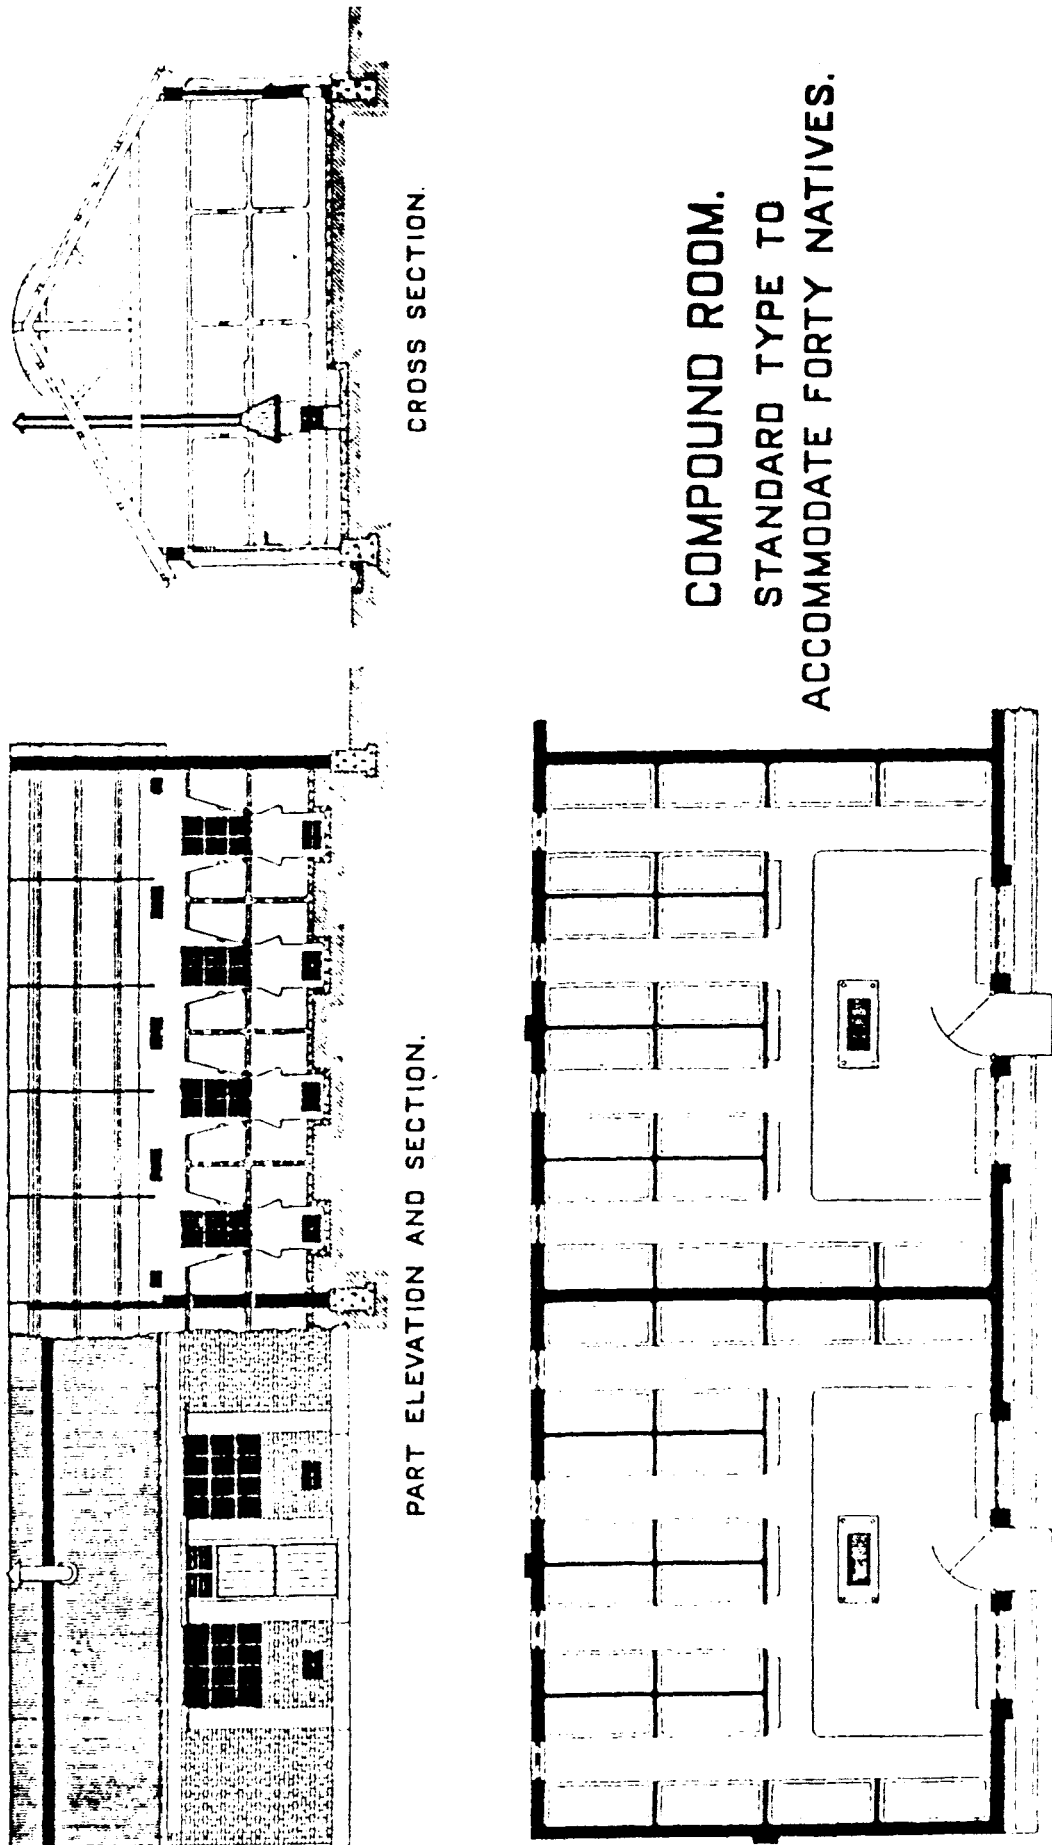 CROSS SECTION.
PART ELEVATION AND SECTION.
COMPOUND ROOM.
STANDARD TYPE TO
ACCOMMODATE FORTY NATIVES.